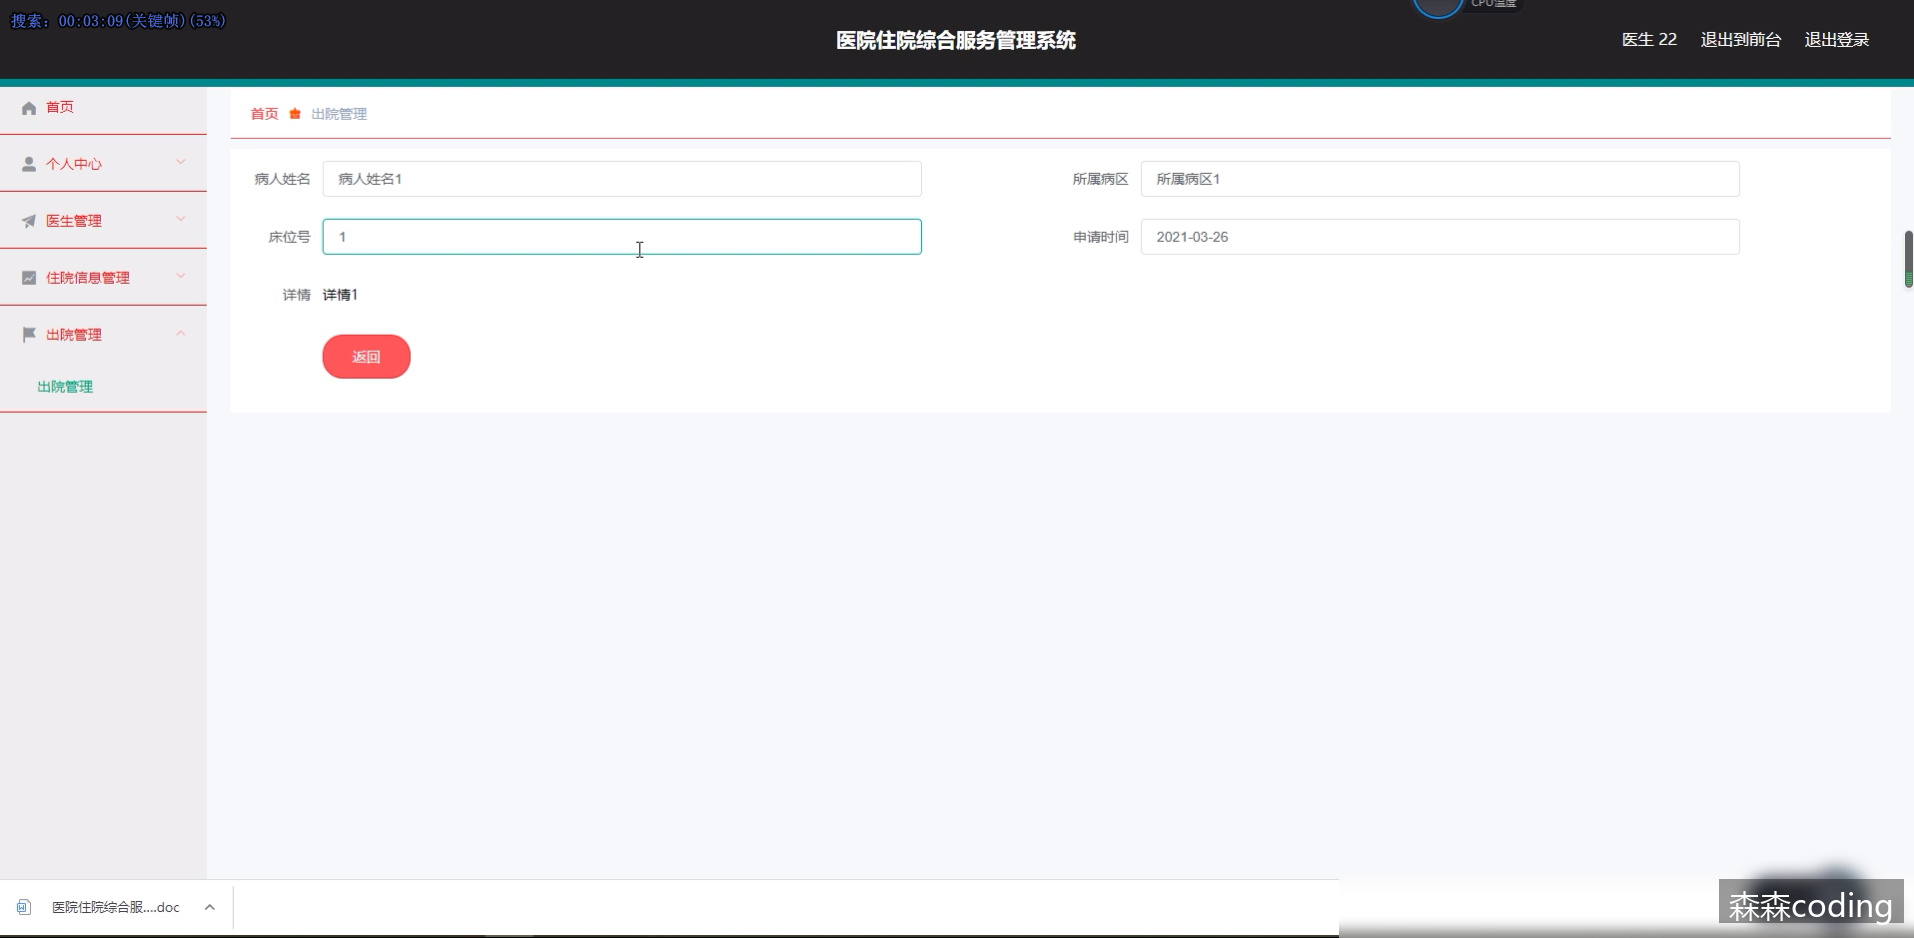 搜索: 00:03:09(关键帧)(53%)
CPU温度
医院住院综合服务管理系统
医生 22
退出到前台
退出登录
首页
个人中心
医生管理
住院信息管理
出院管理
出院管理
首页
出院管理
病人姓名
病人姓名1
所属病区
所属病区1
床位号
1
申请时间
2021-03-26
详情
详情1
返回
医院住院综合服....doc
森森coding